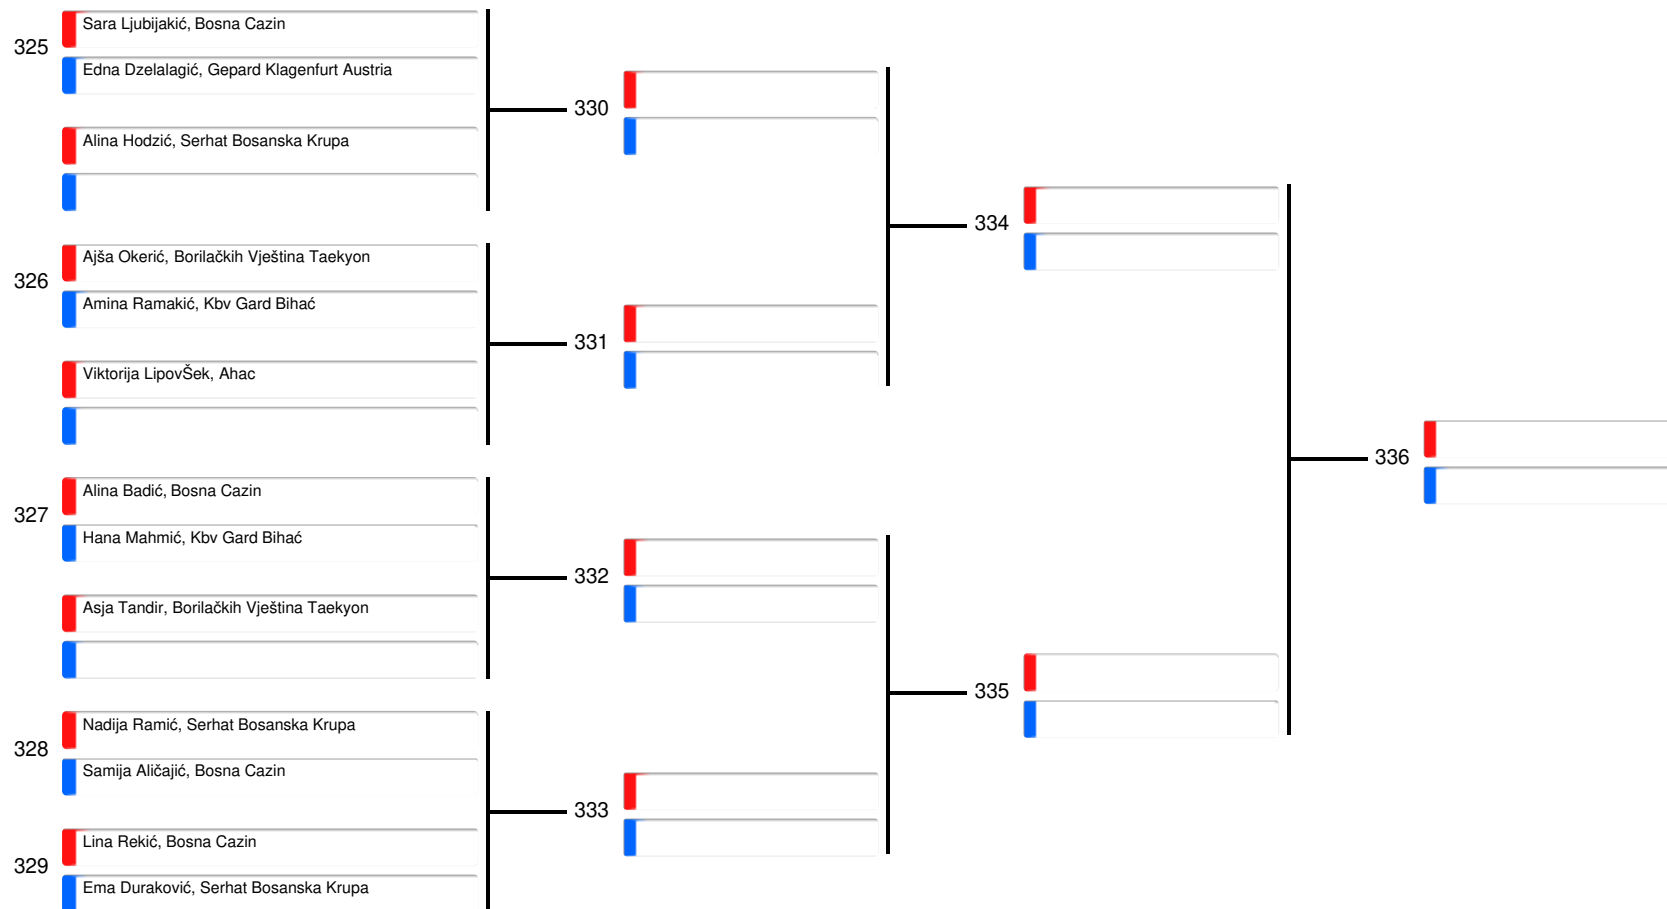 Sara Ljubijakić, Bosna Cazin
325
Edna Dzelalagić, Gepard Klagenfurt Austria
330
Alina Hodzić, Serhat Bosanska Krupa
334
Ajša Okerić, Borilačkih Vještina Taekyon
326
Amina Ramakić, Kbv Gard Bihać
331
Viktorija LipovŠek, Ahac
336
Alina Badić, Bosna Cazin
327
Hana Mahmić, Kbv Gard Bihać
332
Asja Tandir, Borilačkih Vještina Taekyon
335
Nadija Ramić, Serhat Bosanska Krupa
328
Samija Aličajić, Bosna Cazin
333
Lina Rekić, Bosna Cazin
329
Ema Duraković, Serhat Bosanska Krupa